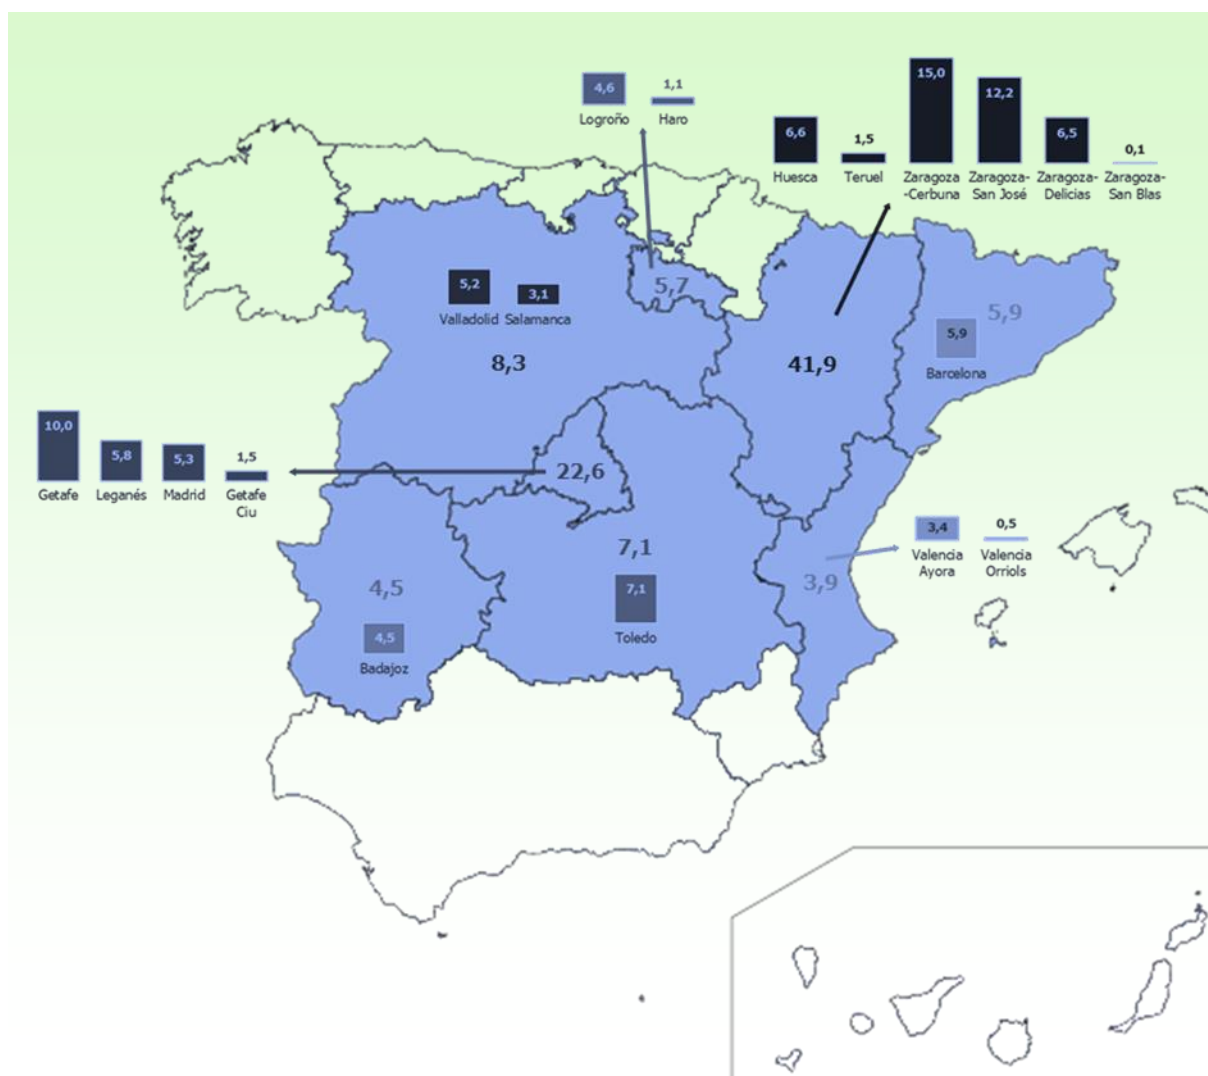 4,6
1,1
Logroño
Haro
6,6
1,5
15,0
12,2
6,5
0,1
Huesca
Teruel
Zaragoza
-Cerbuna
Zaragoza-
San José
Zaragoza-
Delicias
Zaragoza-
San Blas
5,2
3,1
Valladolid
Salamanca
8,3
5,7
41,9
5,9
5,9
Barcelona
10,0
5,8
5,3
1,5
Getafe
Leganés
Madrid
Getafe
Ciu
22,6
3,4
0,5
Valencia
Ayora
Valencia
Orriols
3,9
7,1
7,1
Toledo
4,5
4,5
Badajoz